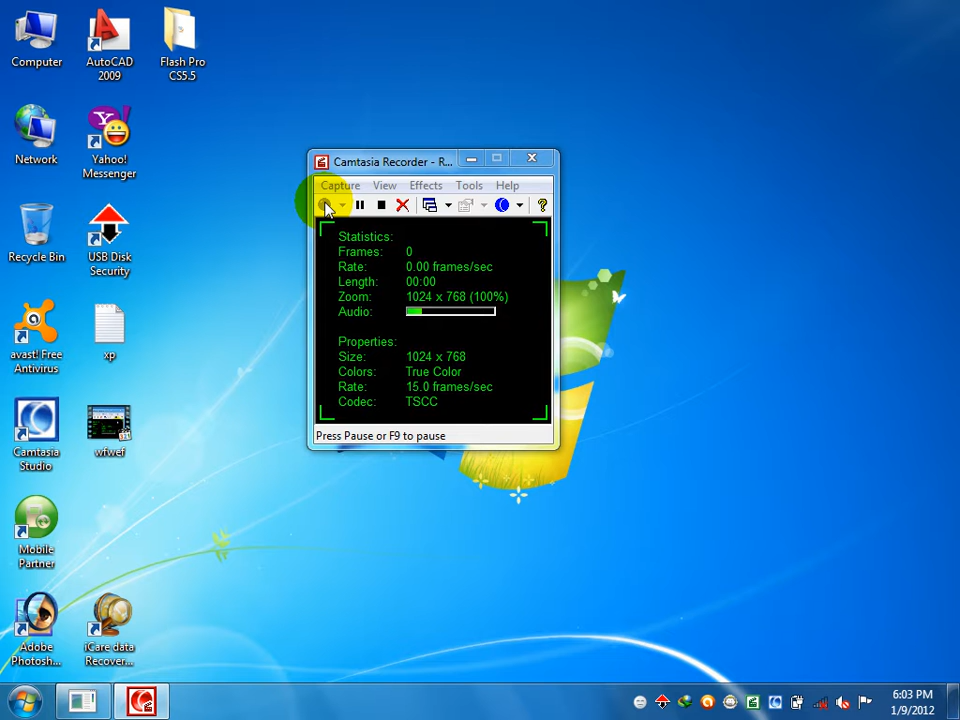 Computer
AutoCAD
2009
Flash Pro
CS5.5
Network
Yahoo!
Messenger
Recycle Bin
USB Disk
Security
avast! Free
Antivirus
xp
Camtasia
Studio
wfwef
Mobile
Partner
Adobe
Photosh...
iCare data
Recover...
Camtasia Recorder - R...
Capture View Effects Tools Help
Statistics:
Frames: 0
Rate: 0.00 frames/sec
Length: 00:00
Zoom: 1024 x 768 (100%)
Audio:
Properties:
Size: 1024 x 768
Colors: True Color
Rate: 15.0 frames/sec
Codec: TSCC
Press Pause or F9 to pause
6:03 PM
1/9/2012